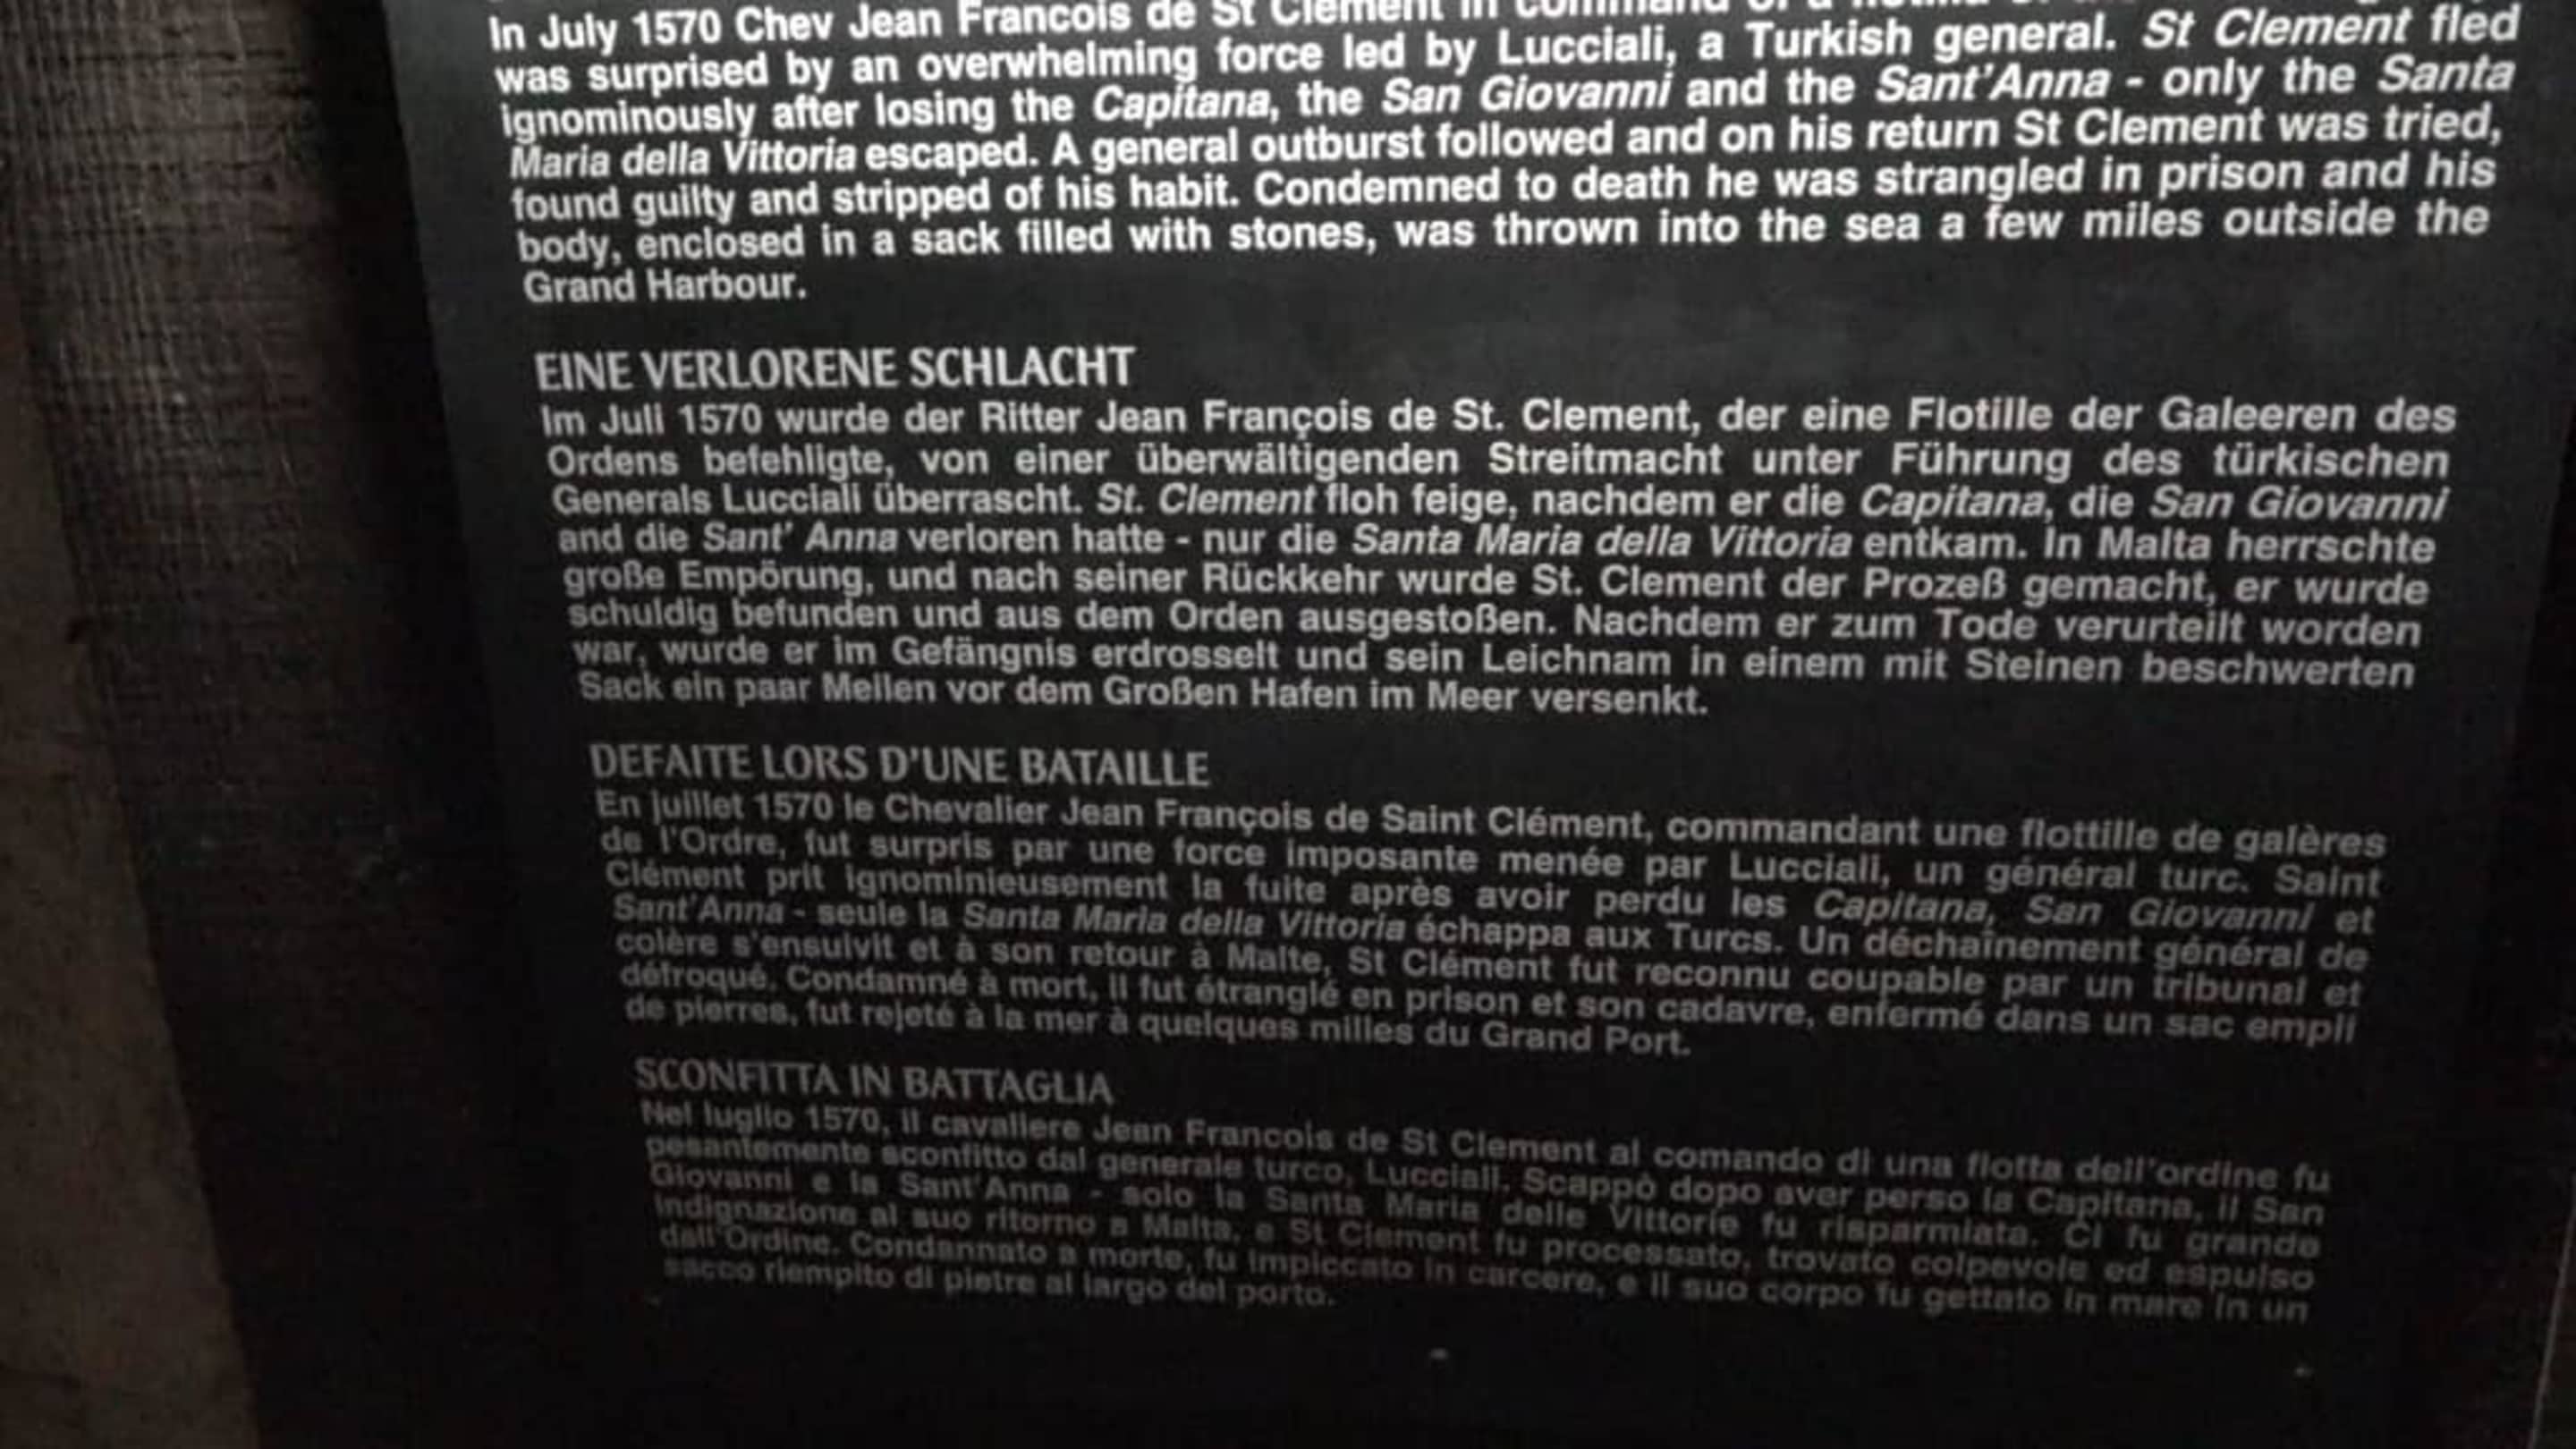 In July 1570 Chev Jean Francois de St Clement in command of a
was surprised by an overwhelming force led by Lucciali, a Turkish general. St Clement fled
ignominously after losing the Capitana, the San Giovanni and the Sant'Anna - only the Santa
Maria della Vittoria escaped. A general outburst followed and on his return St Clement was tried,
found guilty and stripped of his habit. Condemned to death he was strangled in prison and his
body, enclosed in a sack filled with stones, was thrown into the sea a few miles outside the
Grand Harbour.
EINE VERLORENE SCHLACHT
Im Juli 1570 wurde der Ritter Jean François de St. Clement, der eine Flotille der Galeeren des
Ordens befehligte, von einer überwältigenden Streitmacht unter Führung des türkischen
Generals Lucciali überrascht. St. Clement floh feige, nachdem er die Capitana, die San Giovanni
and die Sant' Anna verloren hatte - nur die Santa Maria della Vittoria entkam. In Malta herrschte
große Empörung, und nach seiner Rückkehr wurde St. Clement der Prozeß gemacht, er wurde
schuldig befunden und aus dem Orden ausgestoßen. Nachdem er zum Tode verurteilt worden
war, wurde er im Gefängnis erdrosselt und sein Leichnam in einem mit Steinen beschwerten
Sack ein paar Meilen vor dem Großen Hafen im Meer versenkt.
DEFAITE LORS D'UNE BATAILLE
En juillet 1570 le Chevalier Jean François de Saint Clément, commandant une flottille de galères
de l'Ordre, fut surpris par une force imposante menée par Lucciali, un général turc. Saint
Clément prit ignominieusement la fuite après avoir perdu les Capitana, San Giovanni et
Sant'Anna - seule la Santa Maria della Vittoria échappa aux Turcs. Un déchaînement général de
colère s'ensuivit et à son retour à Malte, St Clément fut reconnu coupable par un tribunal et
défroqué. Condamné à mort, il fut étranglé en prison et son cadavre, enfermé dans un sac empli
de pierres, fut rejeté à la mer à quelques milles du Grand Port.
SCONFITTA IN BATTAGLIA
Nel luglio 1570, il cavaliere Jean Francois de St Clement al comando di una flotta dell'ordine fu
pesantemente sconfitto dal generale turco, Lucciali. Scappò dopo aver perso la Capitana, il San
Giovanni e la Sant'Anna - solo la Santa Maria delle Vittorie fu risparmiata. Ci fu grande
indignazione al suo ritorno a Malta, e St Clement fu processato, trovato colpevole ed espulso
dall'Ordine. Condannato a morte, fu impiccato in carcere, e il suo corpo fu gettato in mare in un
sacco riempito di pietre al largo del porto.